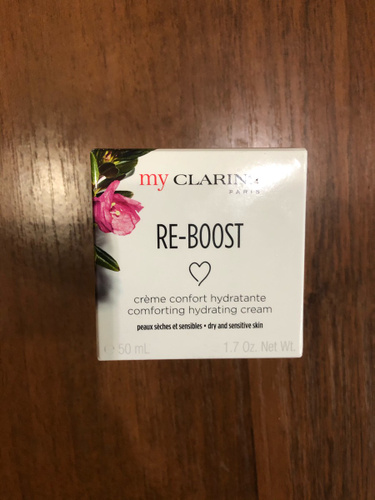 my CLARINS
PARIS
RE-BOOST
crème confort hydratante
comforting hydrating cream
peaux sèches et sensibles • dry and sensitive skin
e 50 mL 1.7 Oz. Net Wt.